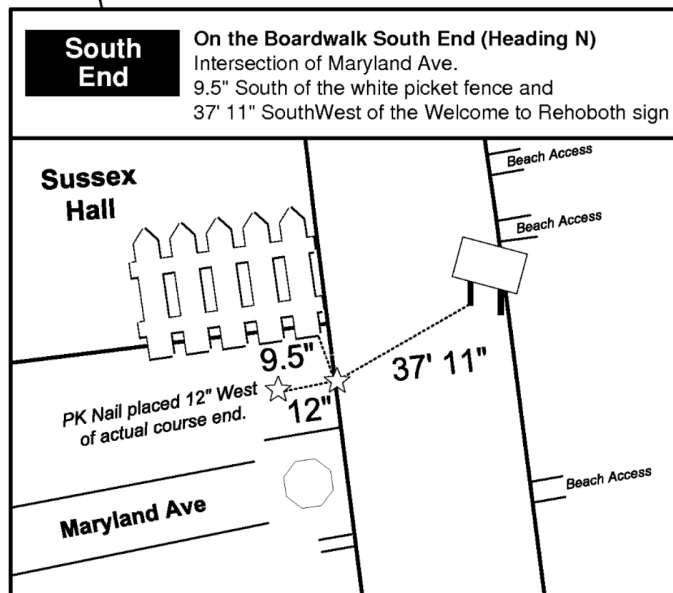 South
End
On the Boardwalk South End (Heading N)
Intersection of Maryland Ave.
9.5" South of the white picket fence and
37' 11" SouthWest of the Welcome to Rehoboth sign
Beach Access
Sussex
Hall
Beach Access
9.5"
37' 11"
PK Nail placed 12" West
of actual course end.
12"
Beach Access
Maryland Ave